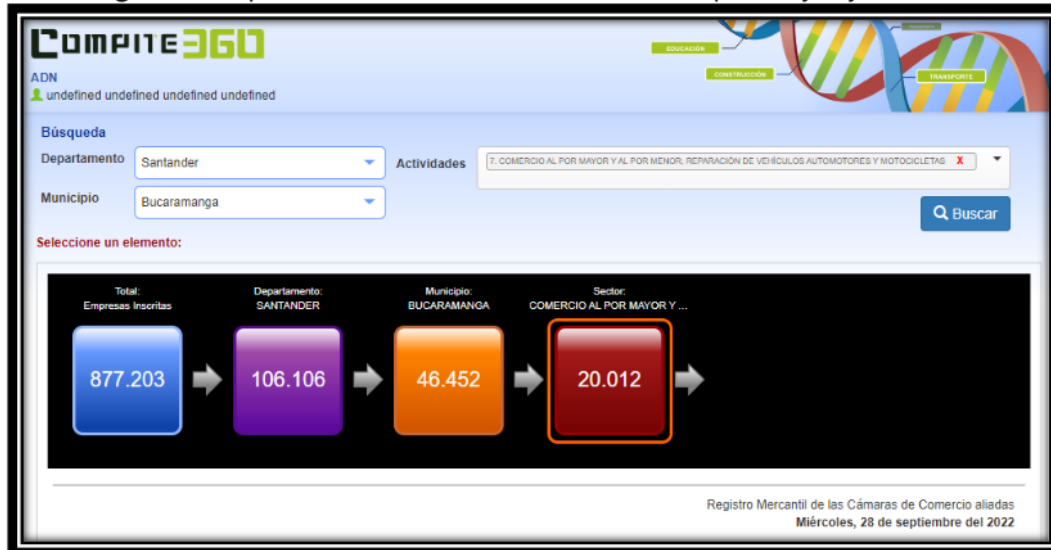 COMPITE360
EDUCACIÓN
CONSTRUCCIÓN
TRANSPORTE
ADN
undefined undefined undefined undefined
Búsqueda
Departamento
Santander
Actividades
7. COMERCIO AL POR MAYOR Y AL POR MENOR; REPARACIÓN DE VEHÍCULOS AUTOMOTORES Y MOTOCICLETAS X
Municipio
Bucaramanga
Buscar
Seleccione un elemento:
Total:
Empresas Inscritas
Departamento:
SANTANDER
Municipio:
BUCARAMANGA
Sector:
COMERCIO AL POR MAYOR Y ...
877.203
106.106
46.452
20.012
Registro Mercantil de las Cámaras de Comercio aliadas
Miércoles, 28 de septiembre del 2022